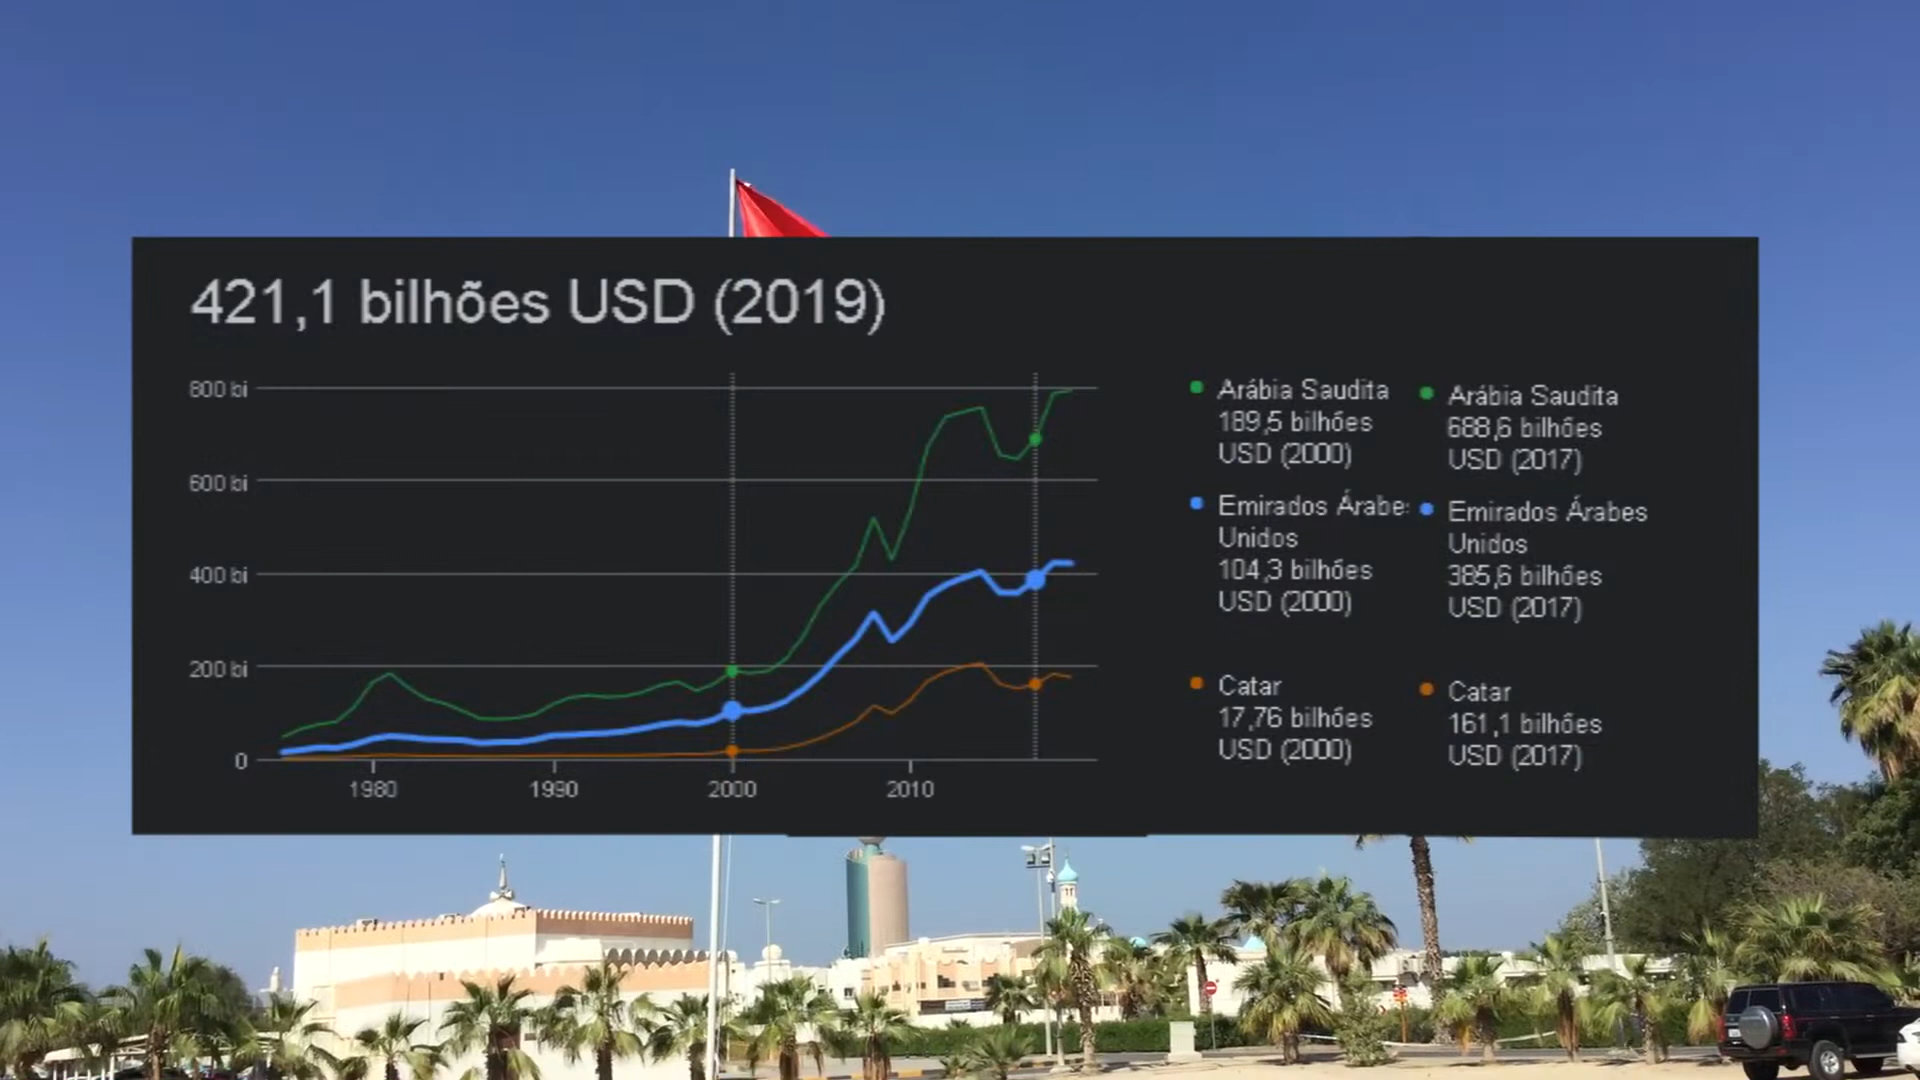 421,1 bilhões USD (2019)
800 bi
600 bi
400 bi
200 bi
0
1980
1990
2000
2010
Arábia Saudita
189,5 bilhões
USD (2000)
Emirados Árabes
Unidos
104,3 bilhões
USD (2000)
Catar
17,76 bilhões
USD (2000)
Arábia Saudita
688,6 bilhões
USD (2017)
Emirados Árabes
Unidos
385,6 bilhões
USD (2017)
Catar
161,1 bilhões
USD (2017)